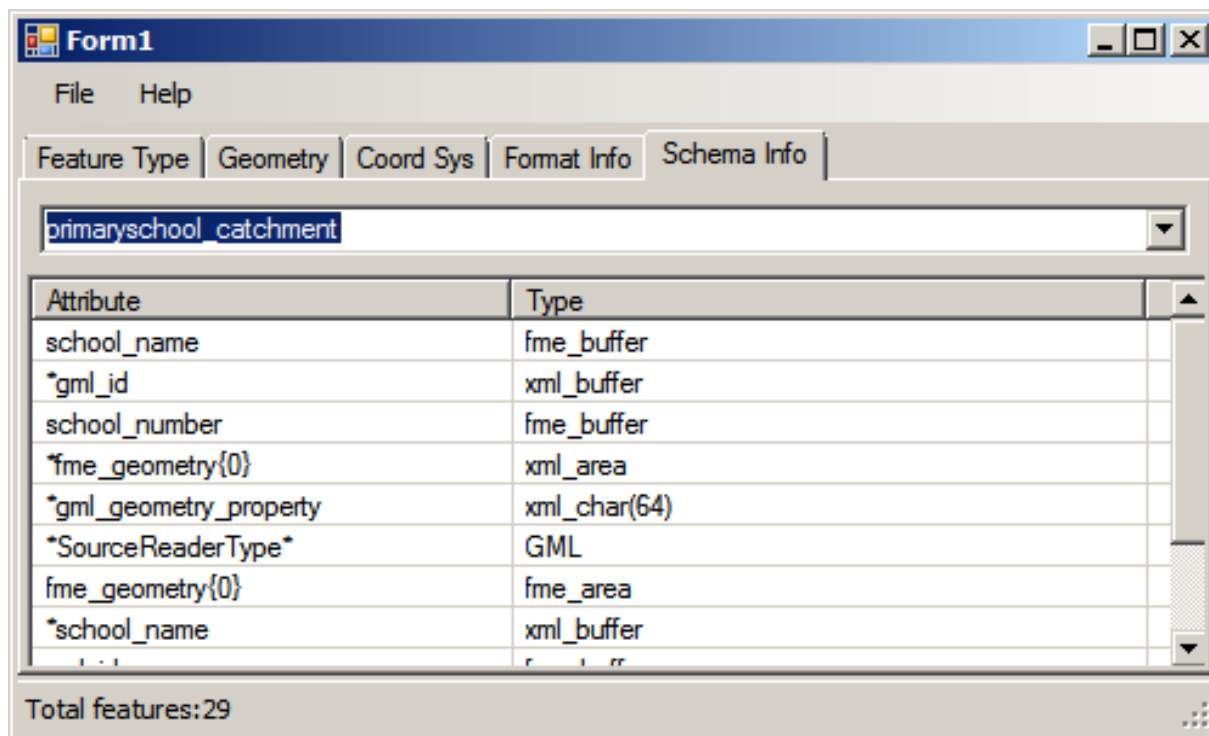 Form1
File Help
Feature Type Geometry Coord Sys Format Info Schema Info
primaryschool_catchment
Attribute Type
school_name fme_buffer
*gml_id xml_buffer
school_number fme_buffer
*fme_geometry{0} xml_area
*gml_geometry_property xml_char(64)
*SourceReaderType* GML
fme_geometry{0} fme_area
*school_name xml_buffer
Total features:29